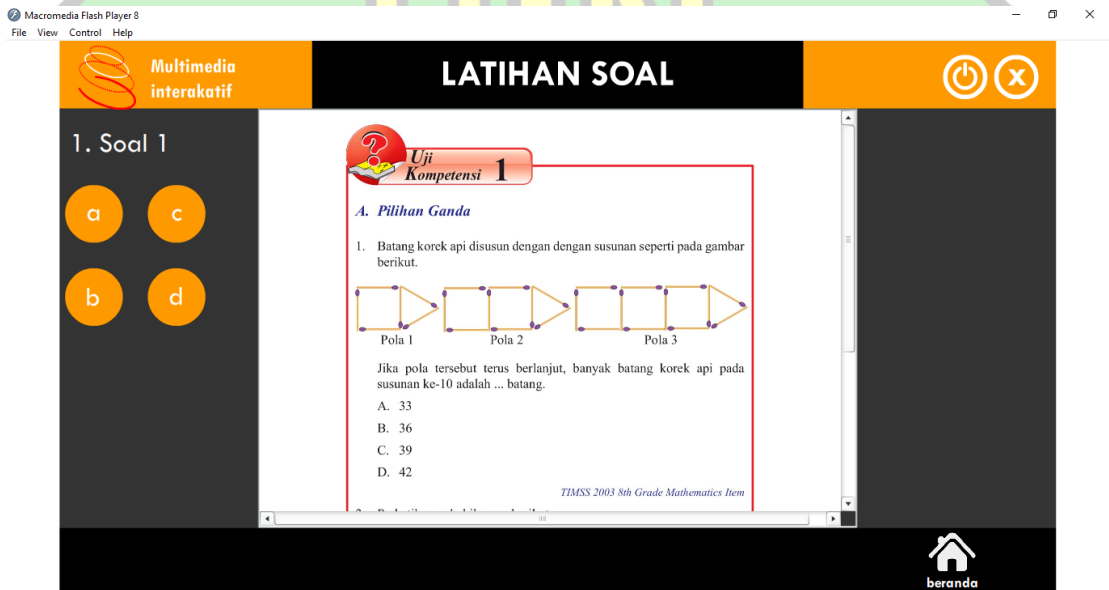 Macromedia Flash Player 8
File View Control Help
Multimedia
interakatif
LATIHAN SOAL
X
1. Soal 1
a
c
b
d
Uji
Kompetensi 1
A. Pilihan Ganda
1. Batang korek api disusun dengan dengan susunan seperti pada gambar
berikut.
Pola 1
Pola 2
Pola 3
Jika pola tersebut terus berlanjut, banyak batang korek api pada
susunan ke-10 adalah ... batang.
A. 33
B. 36
C. 39
D. 42
TIMSS 2003 8th Grade Mathematics Item
beranda